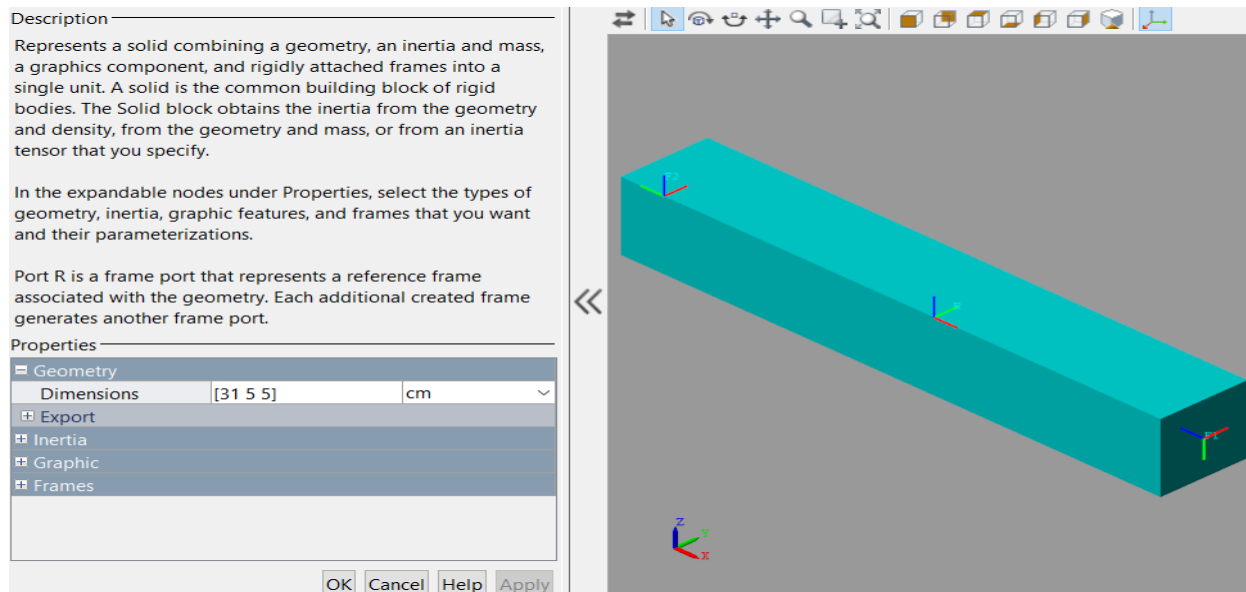 Description
Represents a solid combining a geometry, an inertia and mass,
a graphics component, and rigidly attached frames into a
single unit. A solid is the common building block of rigid
bodies. The Solid block obtains the inertia from the geometry
and density, from the geometry and mass, or from an inertia
tensor that you specify.
In the expandable nodes under Properties, select the types of
geometry, inertia, graphic features, and frames that you want
and their parameterizations.
Port R is a frame port that represents a reference frame
associated with the geometry. Each additional created frame
generates another frame port.
Properties
Geometry
Dimensions [31 5 5] cm
Export
Inertia
Graphic
Frames
OK Cancel Help Apply
F2
R
F1
Z
Y
X